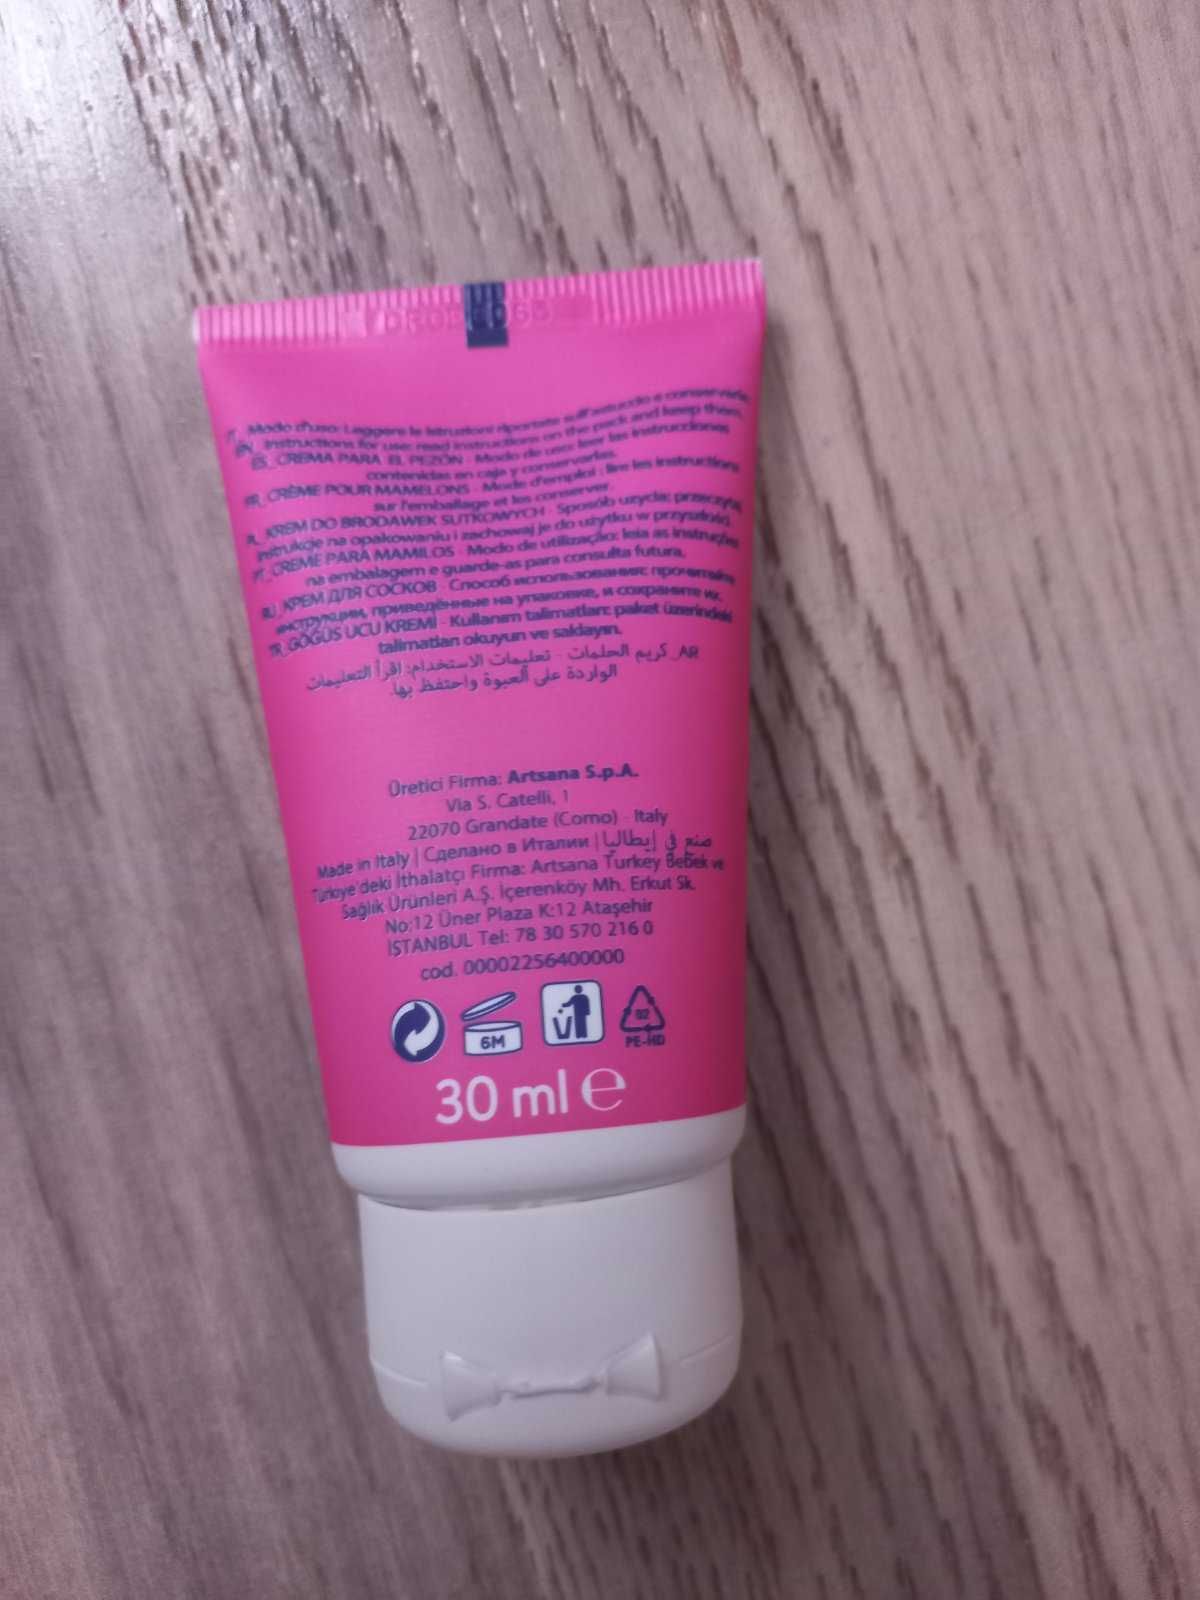 IT_ Modo d'uso: Leggere le istruzioni riportate sull'astuccio e conservarle.
EN_ Instructions for use: read instructions on the pack and keep them.
ES_ CREMA PARA EL PEZÓN - Modo de uso: leer las instrucciones
contenidas en caja y conservarlas.
FR_ CRÈME POUR MAMELONS - Mode d'emploi : lire les instructions
sur l'emballage et les conserver.
PL_ KREM DO BRODAWEK SUTKOWYCH - Sposób użycia: przeczytaj
instrukcje na opakowaniu i zachowaj je do użytku w przyszłości.
PT_ CREME PARA MAMILOS - Modo de utilização: leia as instruções
na embalagem e guarde-as para consulta futura.
RU_ КРЕМ ДЛЯ СОСКОВ - Способ использования: прочитайте
инструкции, приведённые на упаковке, и сохраните их.
TR_ GÖĞÜS UCU KREMİ - Kullanım talimatları: paket üzerindeki
talimatları okuyun ve saklayın.
AR_ كريم الحلمات - تعليمات الاستخدام: اقرأ التعليمات
الواردة على العبوة واحتفظ بها.
Üretici Firma: Artsana S.p.A.
Via S. Catelli, 1
22070 Grandate (Como) - Italy
Made in Italy | Сделано в Италии | صنع في إيطاليا
Türkiye'deki İthalatçı Firma: Artsana Turkey Bebek ve
Sağlık Ürünleri A.Ş. İçerenköy Mh. Erkut Sk.
No:12 Üner Plaza K:12 Ataşehir
İSTANBUL Tel: 78 30 570 216 0
cod. 00002256400000
6M
02
PE-HD
30 ml e